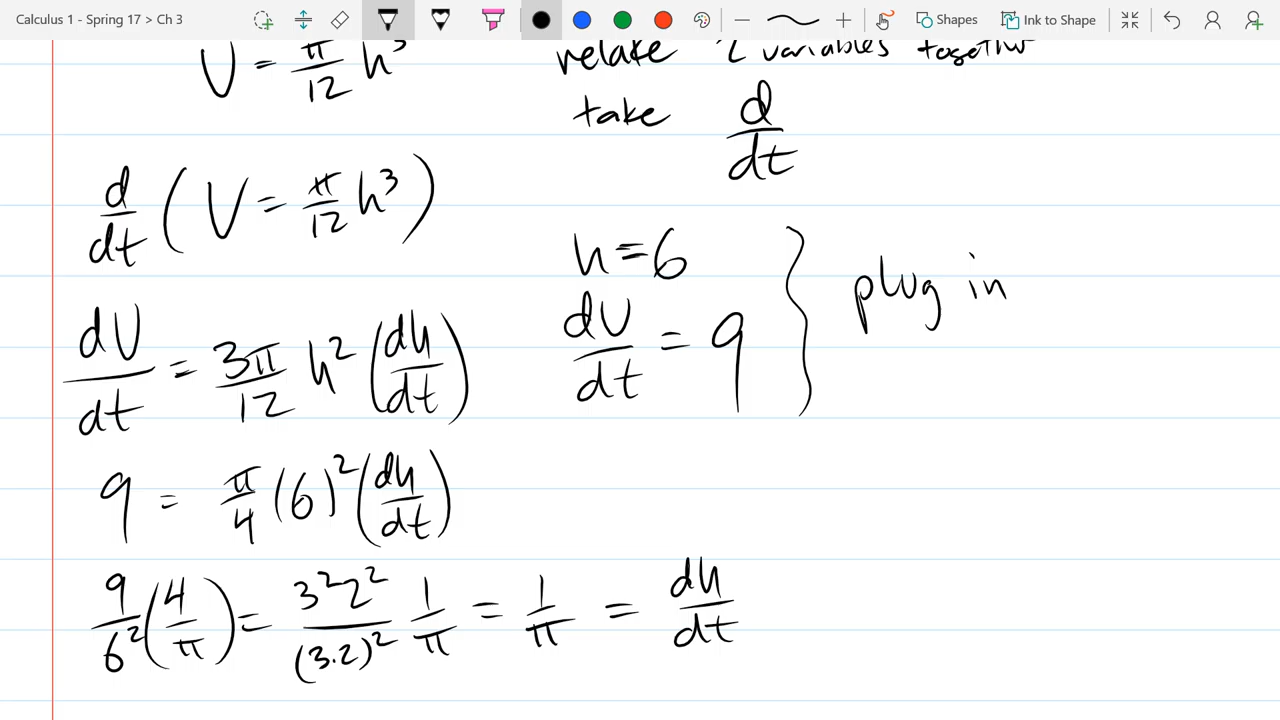 Calculus 1 - Spring 17 > Ch 3 Shapes Ink to Shape
V = π/12 h³
relate 2 variables together
take d/dt
d/dt ( V = π/12 h³ )
h = 6
dV/dt = 9
} plug in
dV/dt = 3π/12 h² (dh/dt)
9 = π/4 (6)² (dh/dt)
9/6² (4/π) = 3²2²/(3·2)² 1/π = 1/π = dh/dt